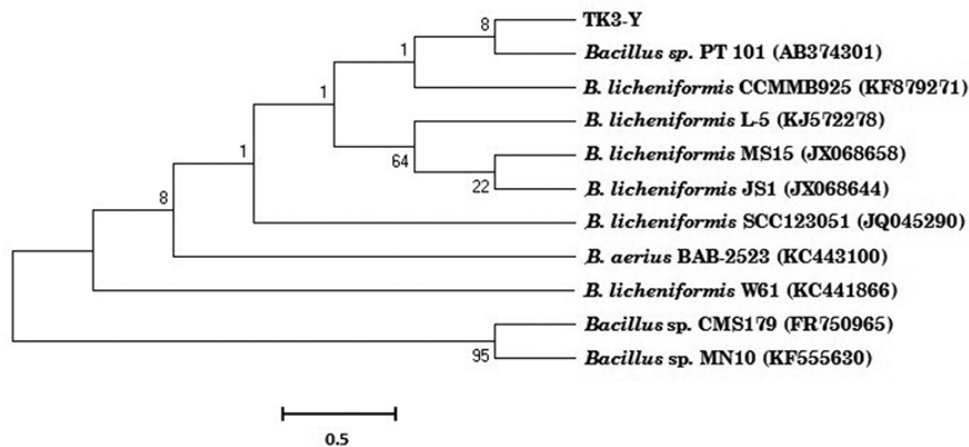 8
TK3-Y
Bacillus sp. PT 101 (AB374301)
1
B. licheniformis CCMMB925 (KF879271)
1
B. licheniformis L-5 (KJ572278)
64
B. licheniformis MS15 (JX068658)
22
B. licheniformis JS1 (JX068644)
1
B. licheniformis SCC123051 (JQ045290)
8
B. aerius BAB-2523 (KC443100)
B. licheniformis W61 (KC441866)
Bacillus sp. CMS179 (FR750965)
95
Bacillus sp. MN10 (KF555630)
0.5